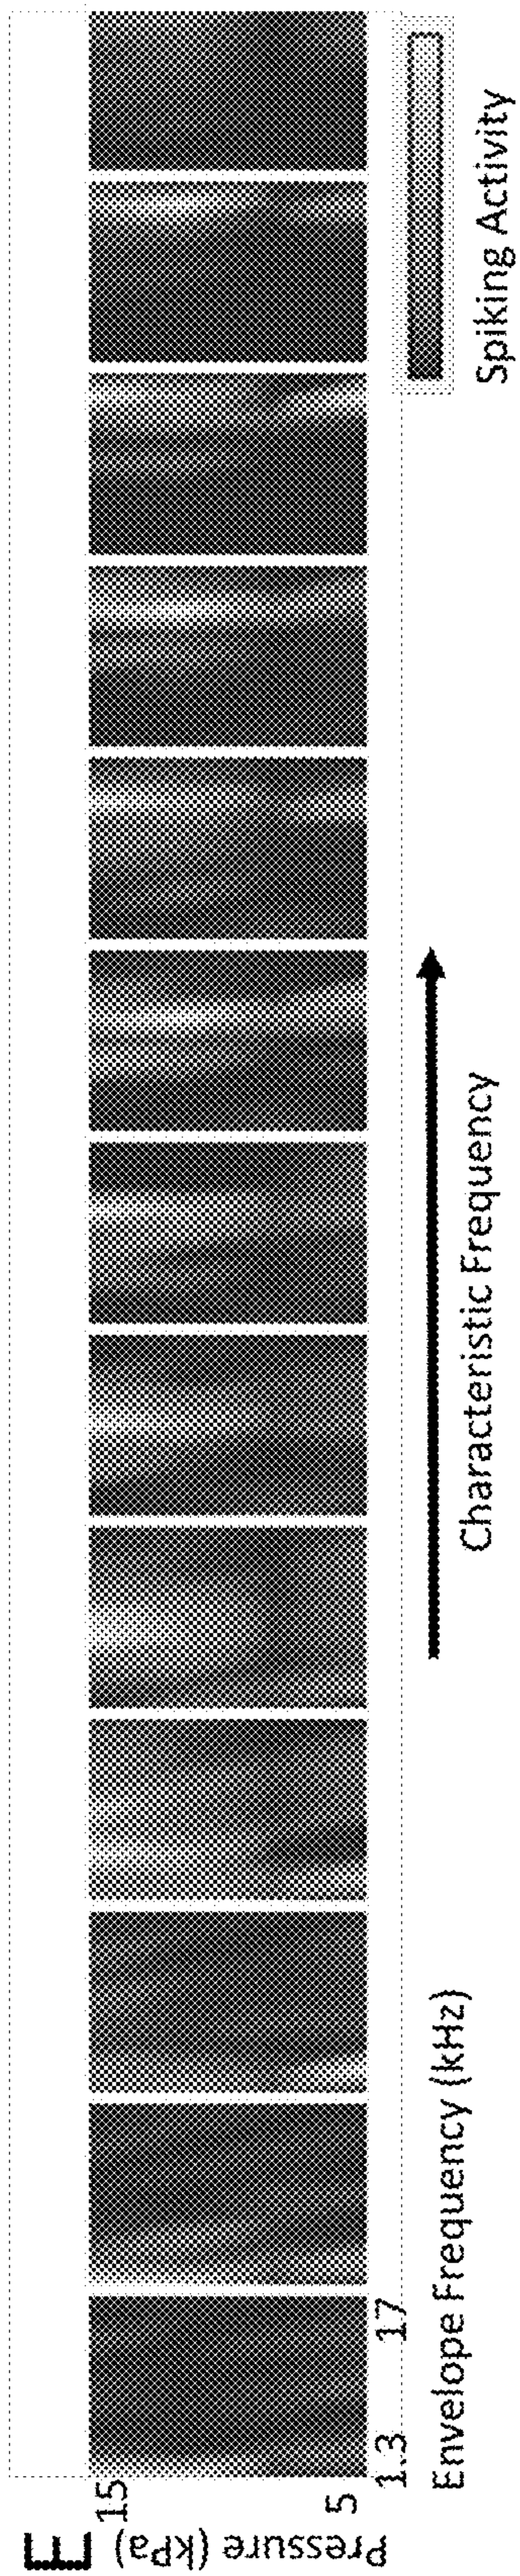 E
Pressure (kPa)
15
5
1.3 17
Envelope Frequency (kHz)
Characteristic Frequency
Spiking Activity